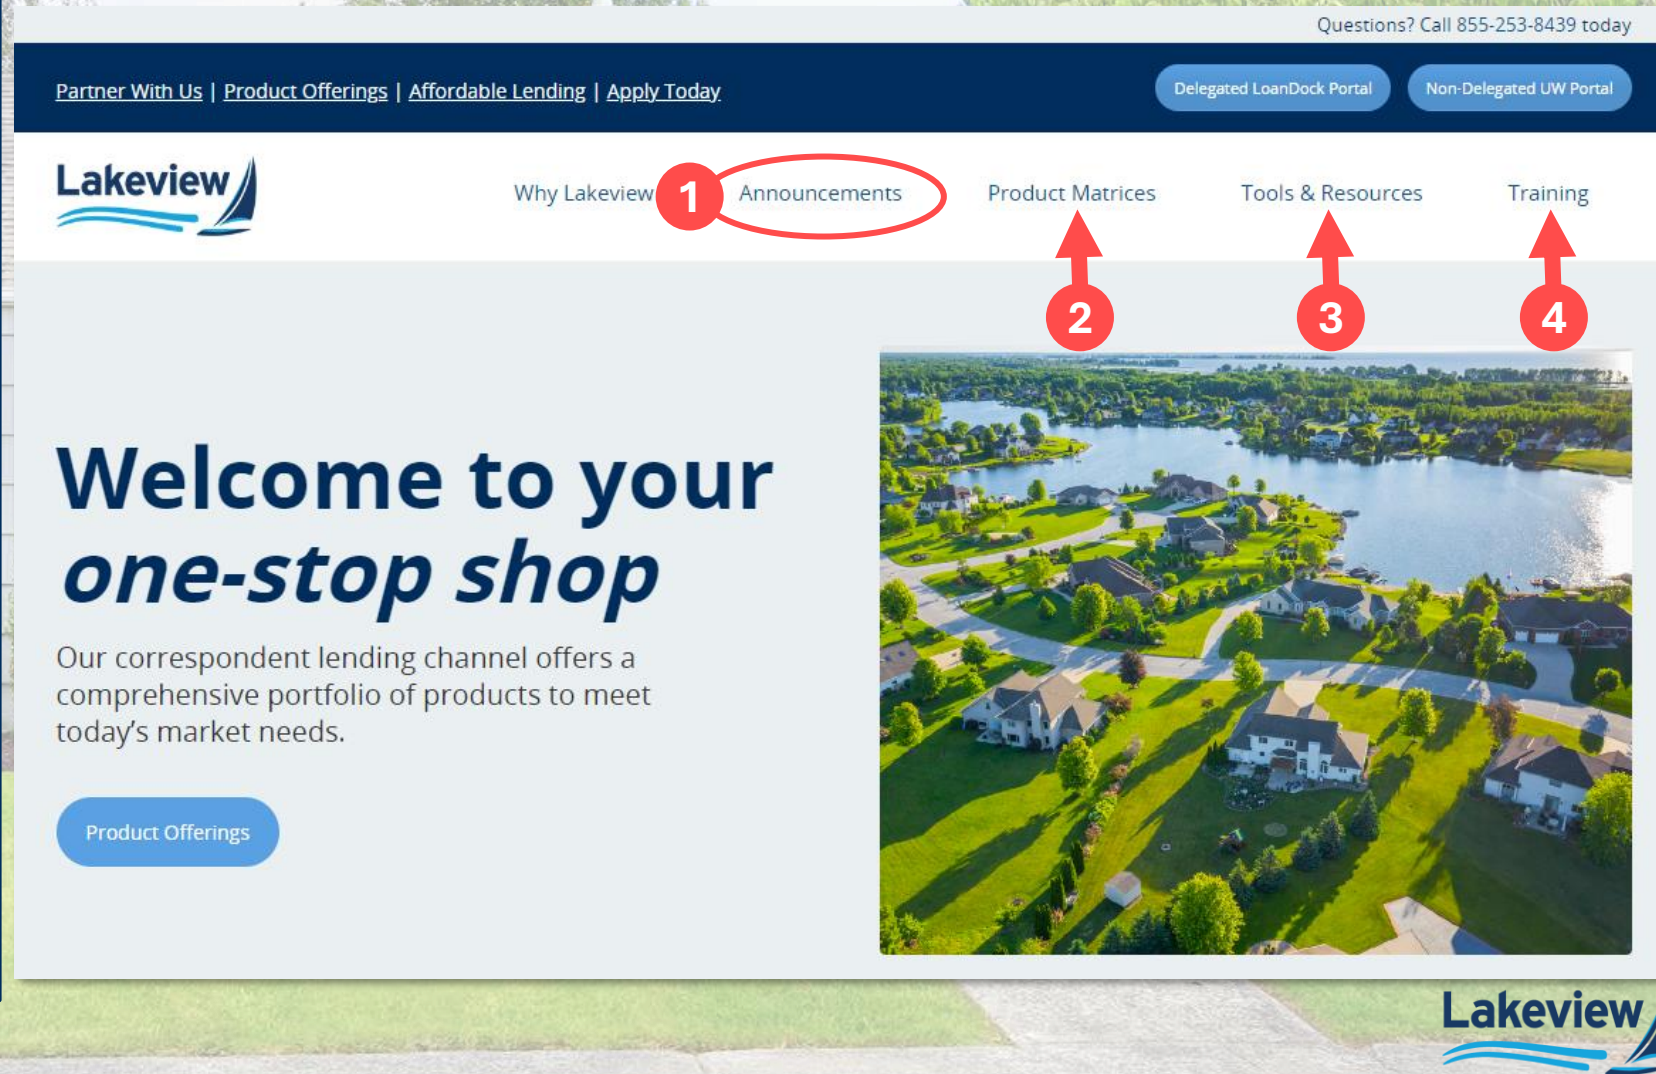 Questions? Call 855-253-8439 today
Partner With Us | Product Offerings | Affordable Lending | Apply Today
Delegated LoanDock Portal
Non-Delegated UW Portal
Lakeview
Why Lakeview
1
Announcements
Product Matrices
Tools & Resources
Training
2
3
4
Welcome to your
one-stop shop
Our correspondent lending channel offers a
comprehensive portfolio of products to meet
today’s market needs.
Product Offerings
Lakeview